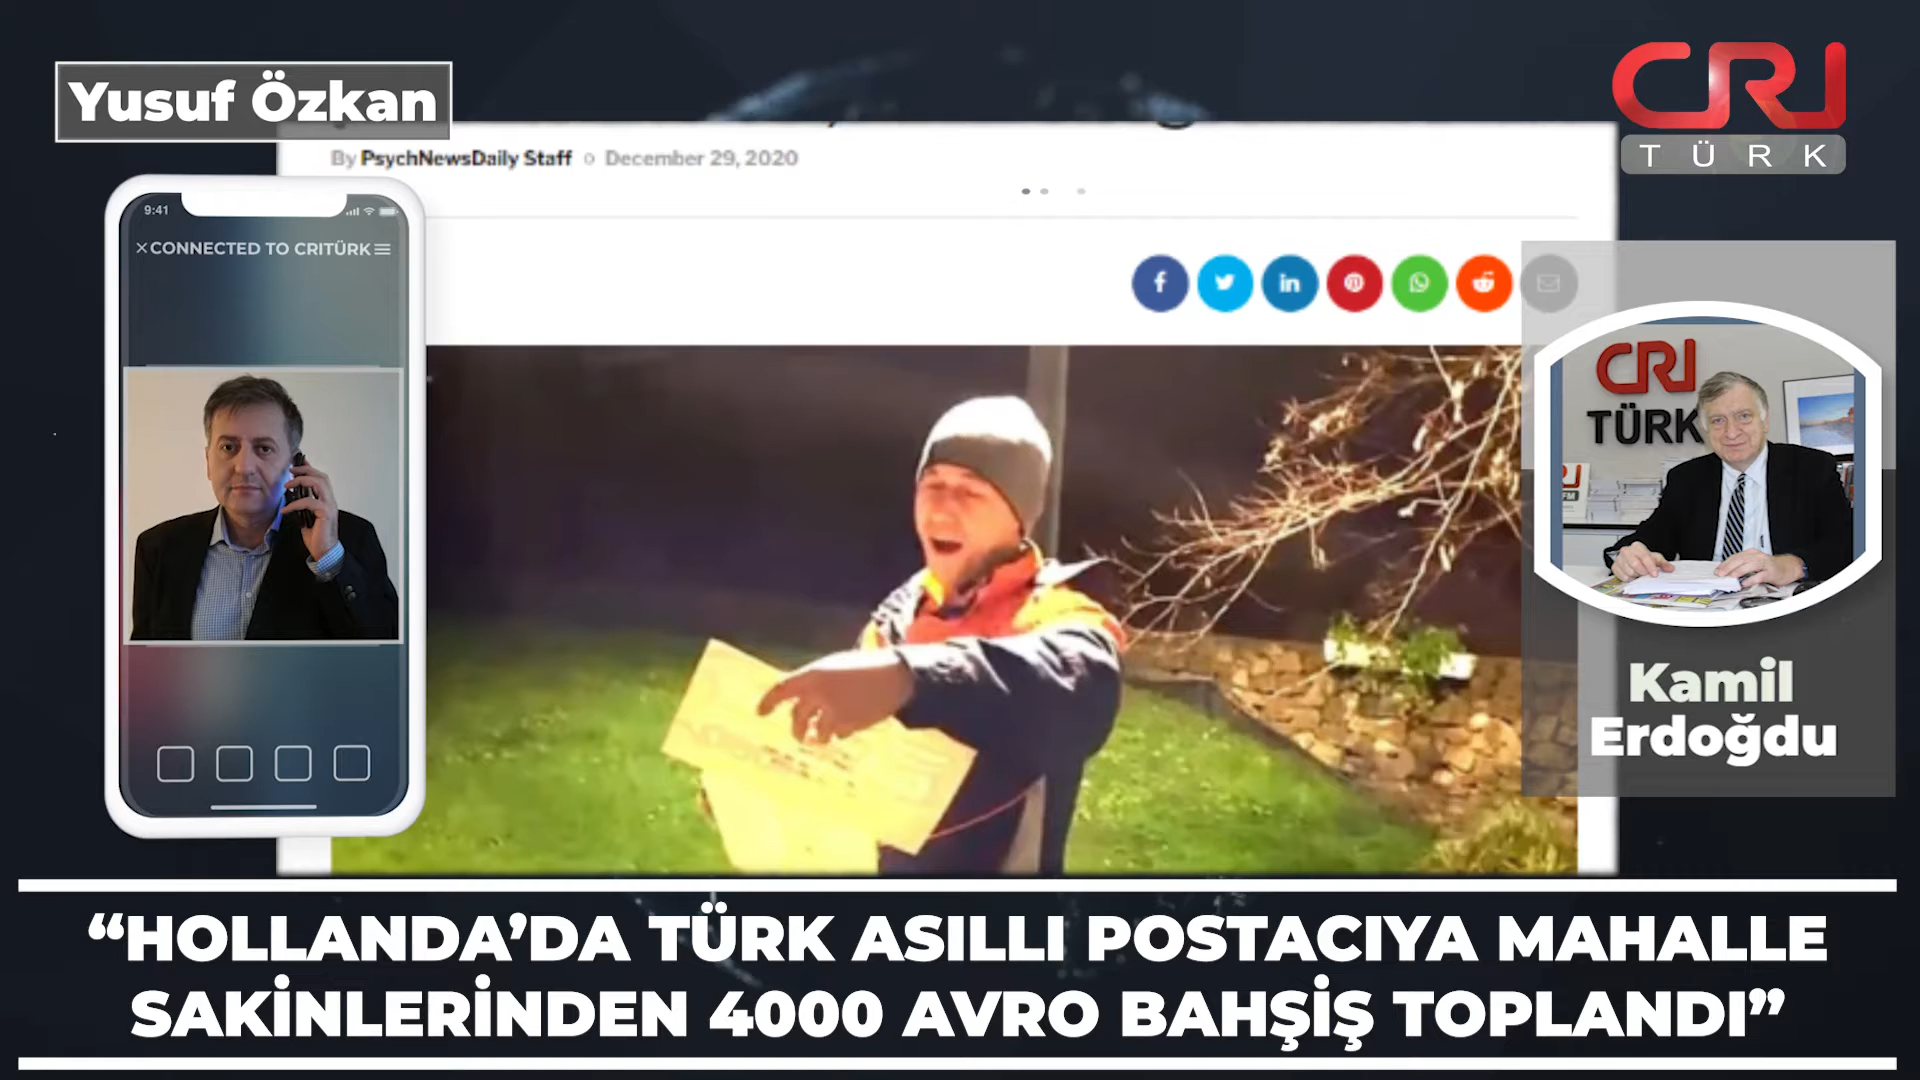 Yusuf Özkan
CRI
TÜRK
By PsychNewsDaily Staff December 29, 2020
9:41
×CONNECTED TO CRITÜRK
CRI
TÜRK
Kamil
Erdoğdu
“HOLLANDA’DA TÜRK ASILLI POSTACIYA MAHALLE
SAKİNLERİNDEN 4000 AVRO BAHŞİŞ TOPLANDI”